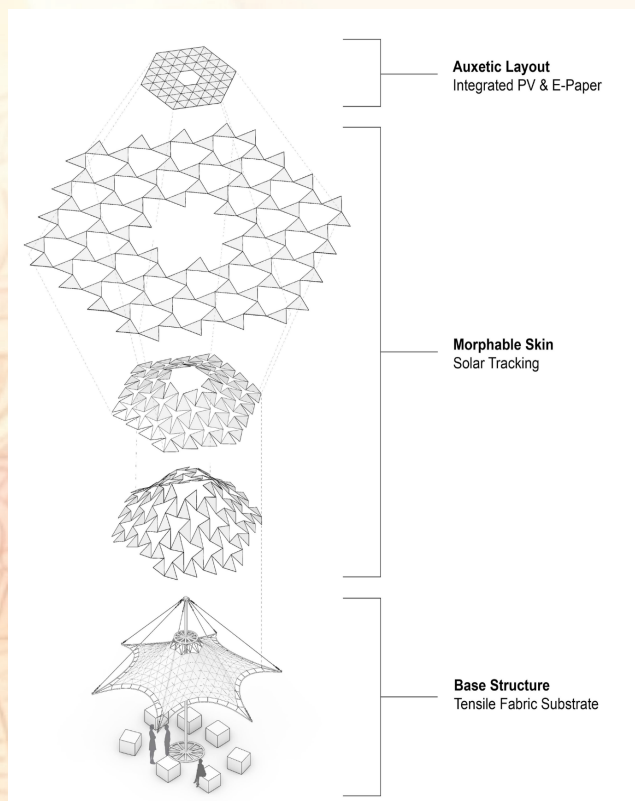 Auxetic Layout
Integrated PV & E-Paper
Morphable Skin
Solar Tracking
Base Structure
Tensile Fabric Substrate